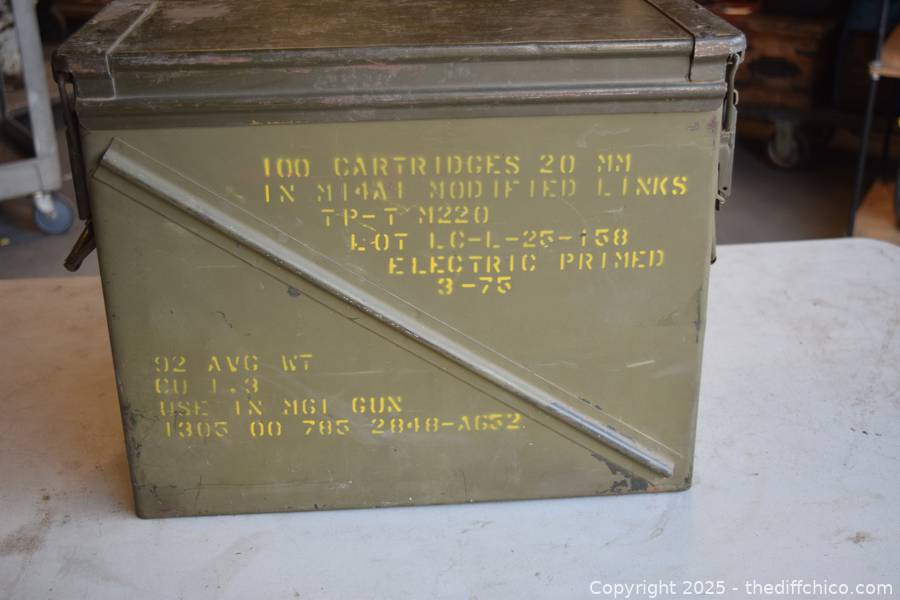 100 CARTRIDGES 20 MM
IN M14A1 MODIFIED LINKS
TP-T M220
LOT LC-L-25-158
ELECTRIC PRIMED
3-75
92 AVG WT
CU 1.3
USE IN M61 GUN
1305 00 785 2848-A652
Copyright 2025 - thediffchico.com